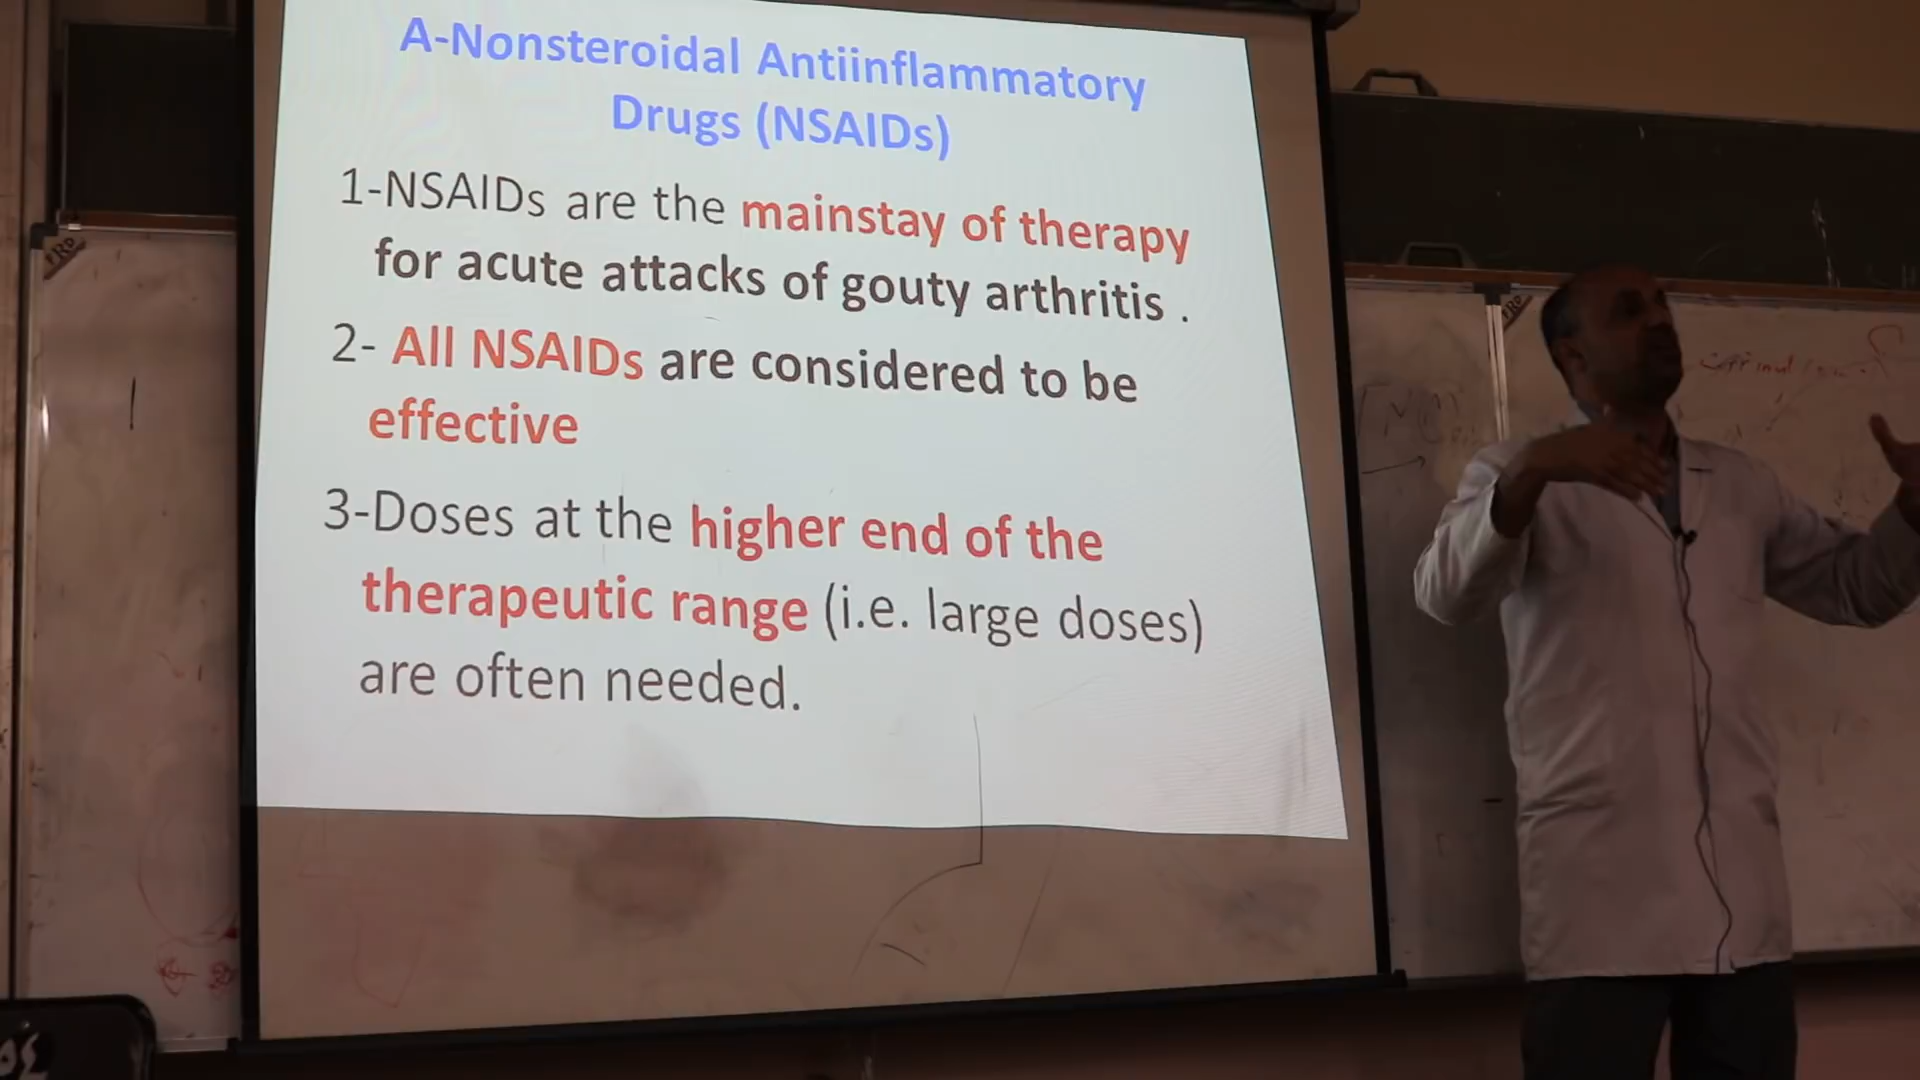 A-Nonsteroidal Antiinflammatory
Drugs (NSAIDs)
1-NSAIDs are the mainstay of therapy
for acute attacks of gouty arthritis .
2- All NSAIDs are considered to be
effective
3-Doses at the higher end of the
therapeutic range (i.e. large doses)
are often needed.